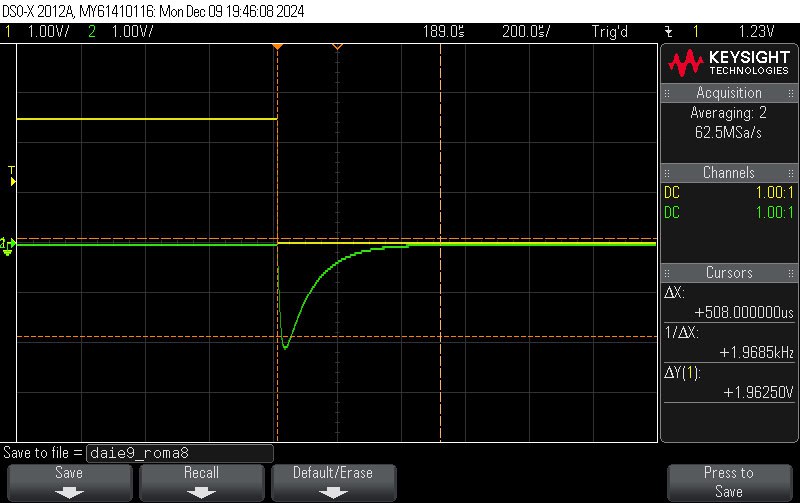 DSO-X 2012A, MY61410116: Mon Dec 09 19:46:08 2024
1 1.00V/ 2 1.00V/ 189.0s 200.0s/ Trig'd 1 1.23V
KEYSIGHT
TECHNOLOGIES
Acquisition
Averaging: 2
62.5MSa/s
Channels
DC 1.00:1
DC 1.00:1
Cursors
ΔX:
+508.000000us
1/ΔX:
+1.9685kHz
ΔY(1):
+1.96250V
T
Save to file = daie9_roma8
Save
Recall
Default/Erase
Press to
Save